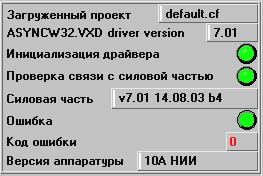 Загруженный проект default.cf
ASYNCW32.VXD driver version 7.01
Инициализация драйвера
Проверка связи с силовой частью
Силовая часть v7.01 14.08.03 b4
Ошибка
Код ошибки 0
Версия аппаратуры 10А НИИ